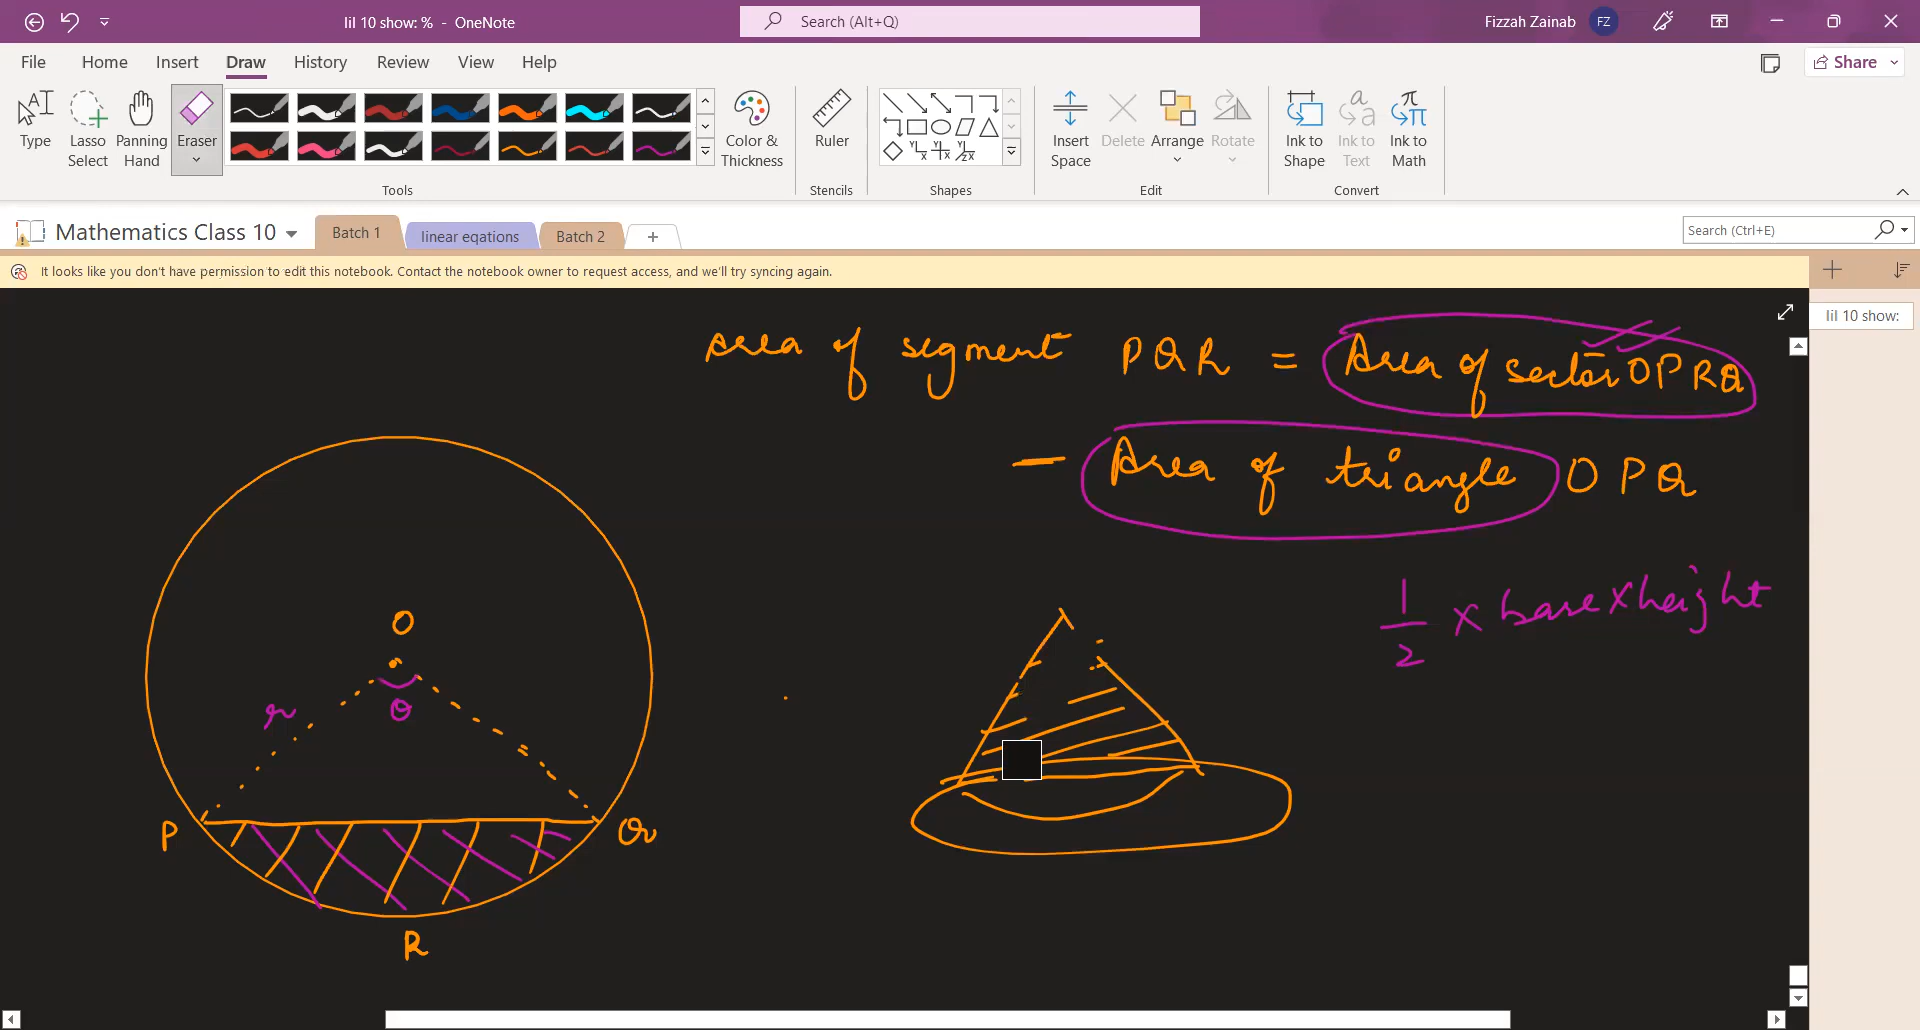 lil 10 show: % - OneNote
Search (Alt+Q)
Fizzah Zainab
FZ
File Home Insert Draw History Review View Help
Share
Type
Lasso Select
Panning Hand
Eraser
Color & Thickness
Ruler
Insert Space
Delete
Arrange
Rotate
Ink to Shape
Ink to Text
Ink to Math
Tools
Stencils
Shapes
Edit
Convert
Mathematics Class 10
Batch 1
linear eqations
Batch 2
Search (Ctrl+E)
It looks like you don't have permission to edit this notebook. Contact the notebook owner to request access, and we'll try syncing again.
lil 10 show:
Area of segment PQR = Area of sector OPRQ
- Area of triangle OPQ
1/2 × base × height
O
r
θ
P
Q
R